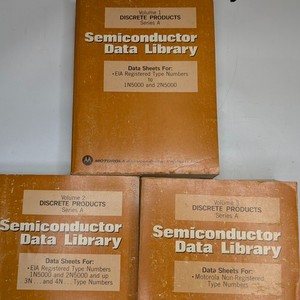 Volume 1
DISCRETE PRODUCTS
Series A
Semiconductor
Data Library
Data Sheets For:
•EIA Registered Type Numbers
to
1N5000 and 2N5000
MOTOROLA
Volume 2
DISCRETE PRODUCTS
Series A
Semiconductor
Data Library
Data Sheets For:
•EIA Registered Type Numbers
1N5000 and 2N5000 and up
3N . . . and 4N . . . Type Numbers
DISCRETE PRODUCTS
Series A
Semiconductor
Data Library
Data Sheets For:
•Motorola Non-Registered
Type Numbers